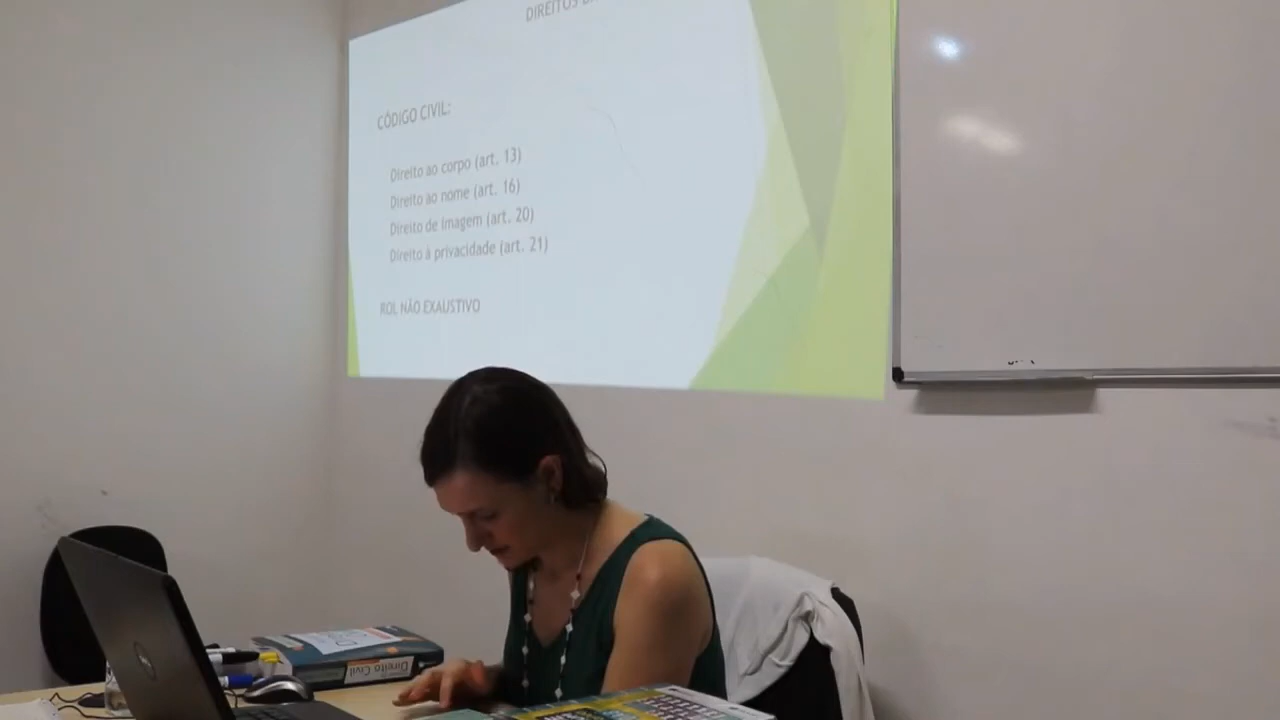 DIREITOS
CÓDIGO CIVIL:
Direito ao corpo (art. 13)
Direito ao nome (art. 16)
Direito de imagem (art. 20)
Direito à privacidade (art. 21)
ROL NÃO EXAUSTIVO
Direito Civil